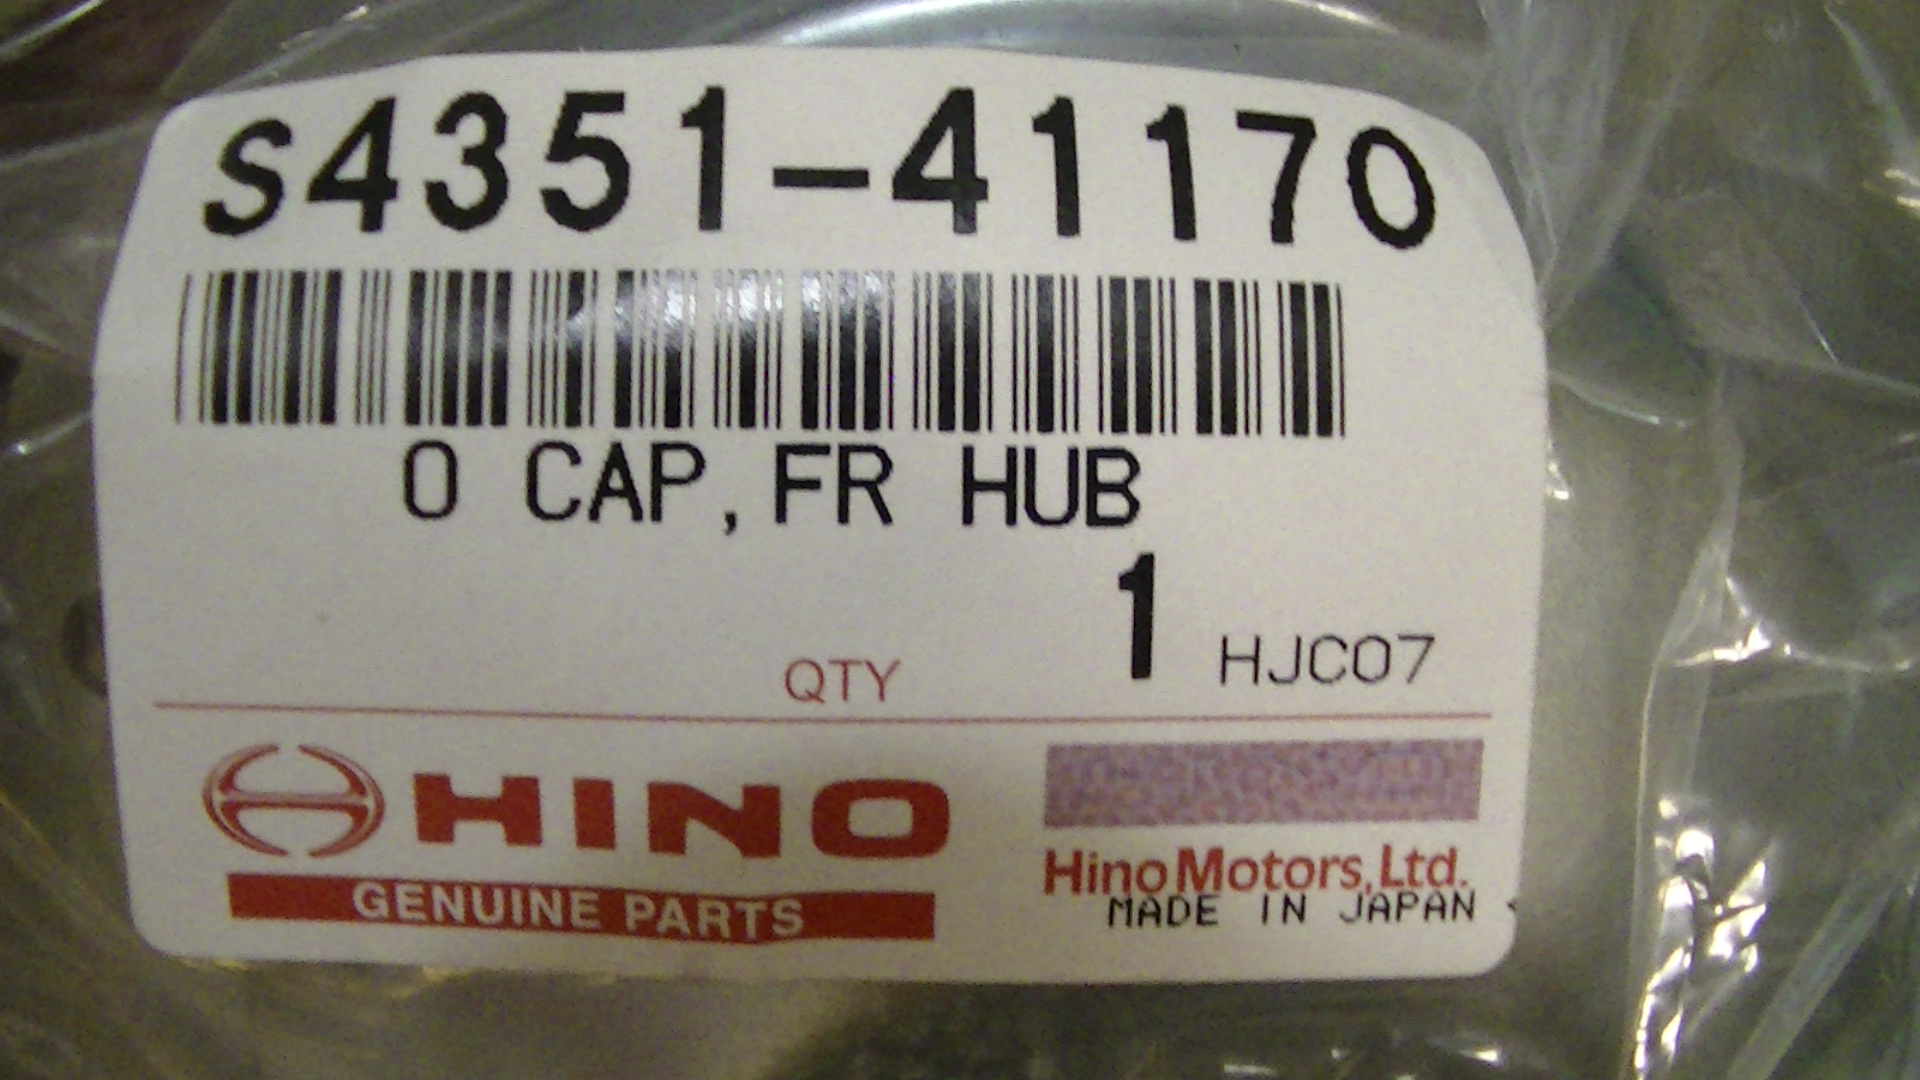 S4351-41170
0 CAP,FR HUB
QTY 1 HJC07
HINO
GENUINE PARTS
Hino Motors, Ltd.
MADE IN JAPAN